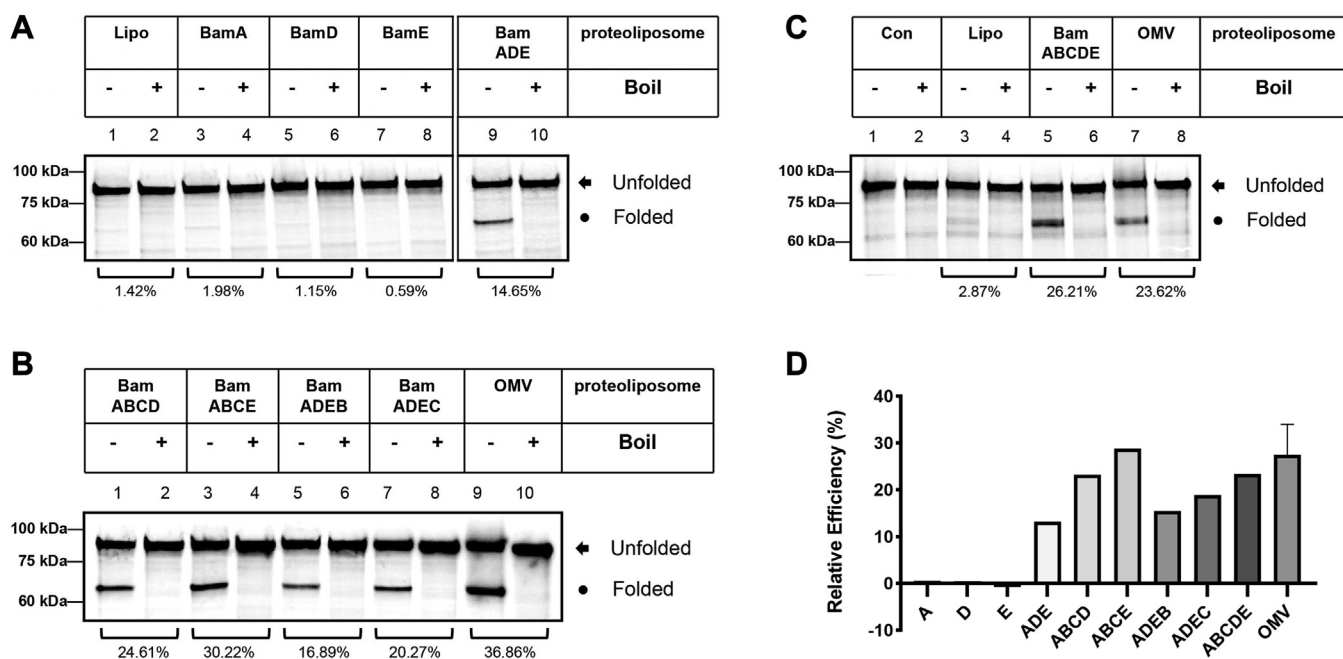 A
Lipo BamA BamD BamE Bam ADE proteoliposome
- + - + - + - + - + Boil
1 2 3 4 5 6 7 8 9 10
100 kDa
75 kDa
60 kDa
Unfolded
Folded
1.42% 1.98% 1.15% 0.59% 14.65%
B
Bam ABCD Bam ABCE Bam ADEB Bam ADEC OMV proteoliposome
- + - + - + - + - + Boil
1 2 3 4 5 6 7 8 9 10
100 kDa
75 kDa
60 kDa
Unfolded
Folded
24.61% 30.22% 16.89% 20.27% 36.86%
C
Con Lipo Bam ABCDE OMV proteoliposome
- + - + - + - + Boil
1 2 3 4 5 6 7 8
100 kDa
75 kDa
60 kDa
Unfolded
Folded
2.87% 26.21% 23.62%
D
Relative Efficiency (%)
40
30
20
10
0
-10
A D E ADE ABCD ABCE ADEB ADEC ABCDE OMV